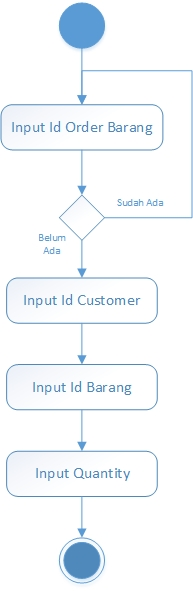 Input Id Order Barang
Sudah Ada
Belum
Ada
Input Id Customer
Input Id Barang
Input Quantity